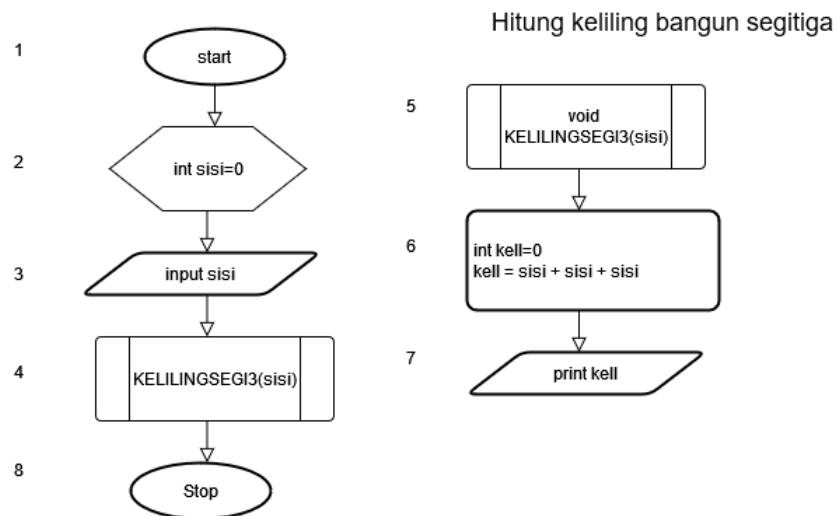 Hitung keliling bangun segitiga
1
start
2
int sisi=0
3
input sisi
4
KELILINGSEGI3(sisi)
8
Stop
5
void
KELILINGSEGI3(sisi)
6
int kell=0
kell = sisi + sisi + sisi
7
print kell